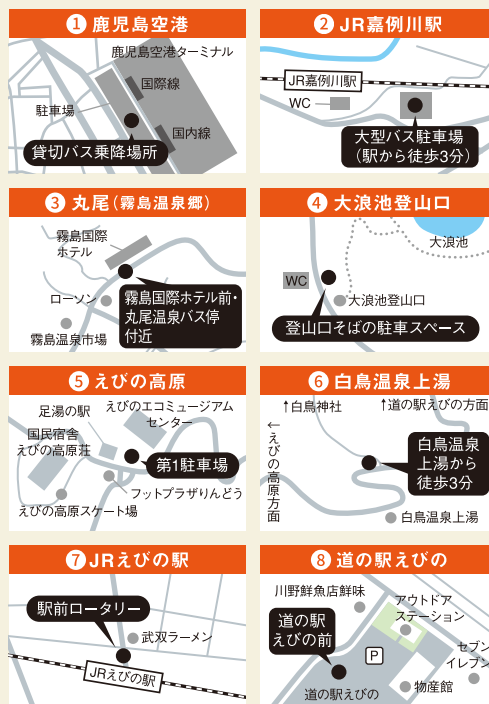 ① 鹿児島空港
鹿児島空港ターミナル
国際線
駐車場
国内線
貸切バス乗降場所
② JR嘉例川駅
JR嘉例川駅
WC
大型バス駐車場
(駅から徒歩3分)
③ 丸尾(霧島温泉郷)
霧島国際
ホテル
ローソン
霧島温泉市場
霧島国際ホテル前・
丸尾温泉バス停
付近
④ 大浪池登山口
大浪池
WC
大浪池登山口
登山口そばの駐車スペース
⑤ えびの高原
足湯の駅
えびのエコミュージアム
センター
国民宿舎
えびの高原荘
第1駐車場
フットプラザりんどう
えびの高原スケート場
⑥ 白鳥温泉上湯
↑白鳥神社
↑道の駅えびの方面
←えびの高原方面
白鳥温泉
上湯から
徒歩3分
白鳥温泉上湯
⑦ JRえびの駅
駅前ロータリー
武双ラーメン
JRえびの駅
⑧ 道の駅えびの
川野鮮魚店鮮味
アウトドア
ステーション
道の駅
えびの前
セブン
イレブン
P
物産館
道の駅えびの